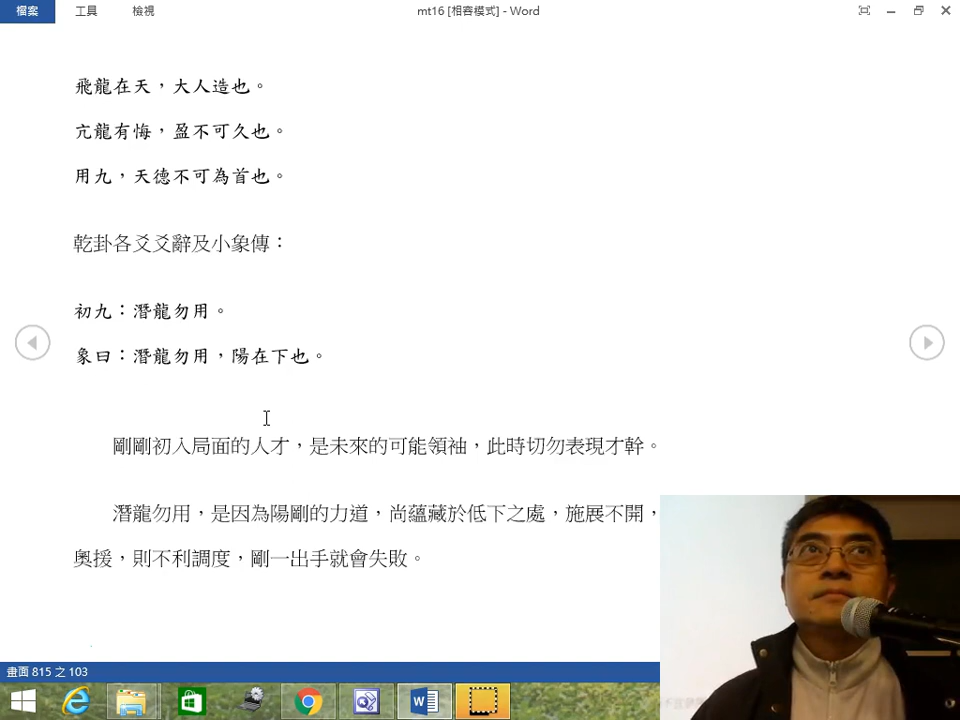 檔案 工具 檢視 mt16 [相容模式] - Word
飛龍在天，大人造也。
亢龍有悔，盈不可久也。
用九，天德不可為首也。
乾卦各爻爻辭及小象傳：
初九：潛龍勿用。
象曰：潛龍勿用，陽在下也。
剛剛初入局面的人才，是未來的可能領袖，此時切勿表現才幹。
潛龍勿用，是因為陽剛的力道，尚蘊藏於低下之處，施展不開，
奧援，則不利調度，剛一出手就會失敗。
畫面 815 之 103